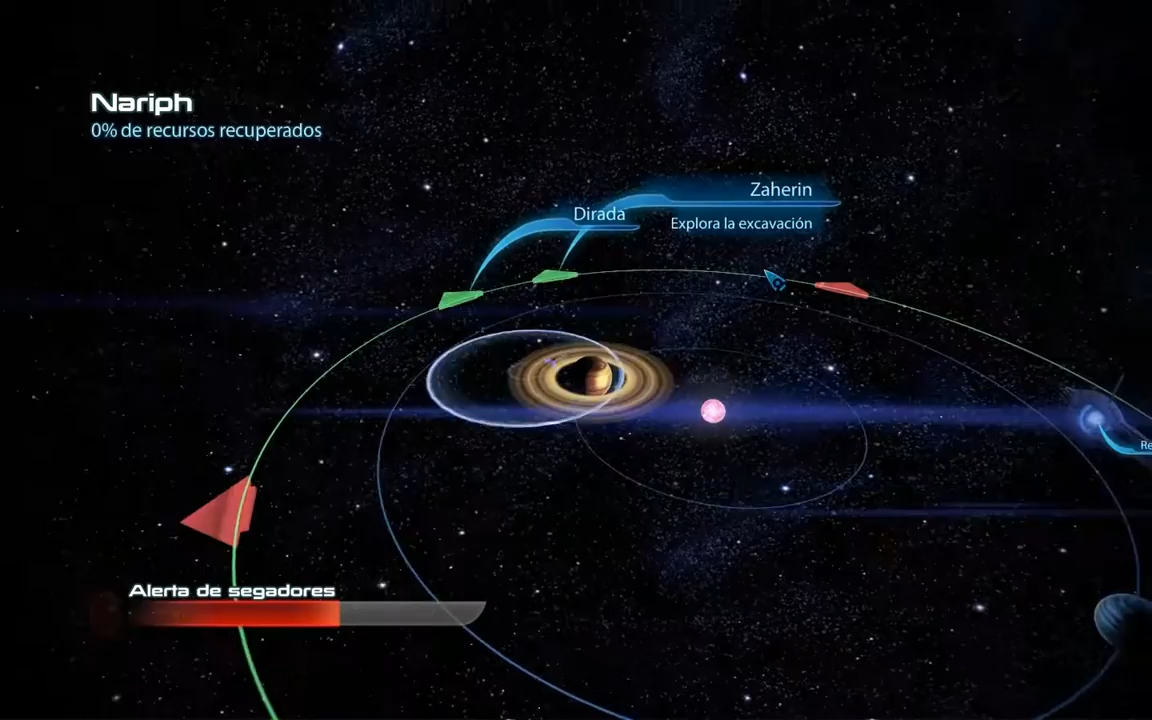 Nariph
0% de recursos recuperados
Zaherin
Dirada
Explora la excavación
Alerta de segadores